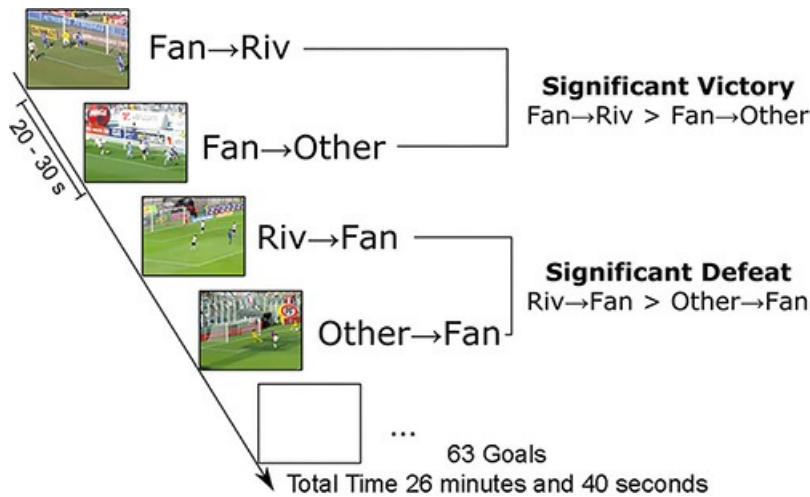 Fan→Riv
Significant Victory
Fan→Riv > Fan→Other
Fan→Other
20 - 30 s
Riv→Fan
Significant Defeat
Riv→Fan > Other→Fan
Other→Fan
...
63 Goals
Total Time 26 minutes and 40 seconds